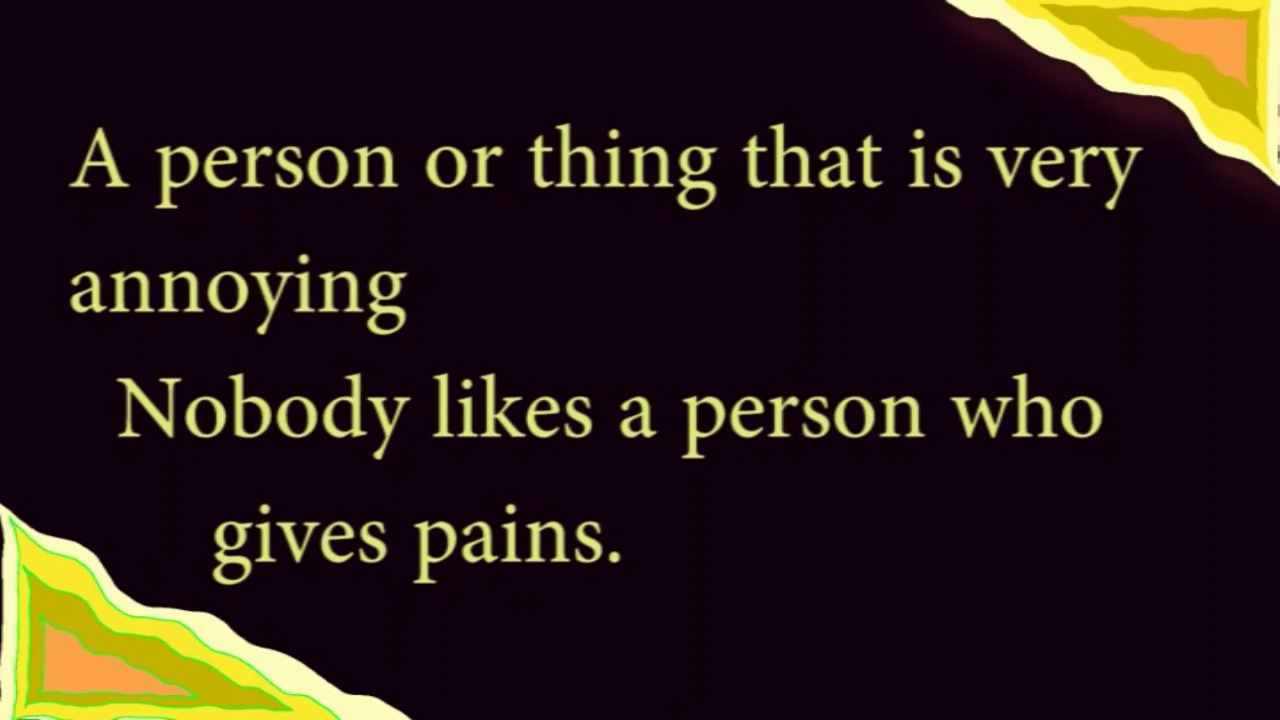 A person or thing that is very
annoying
Nobody likes a person who
gives pains.